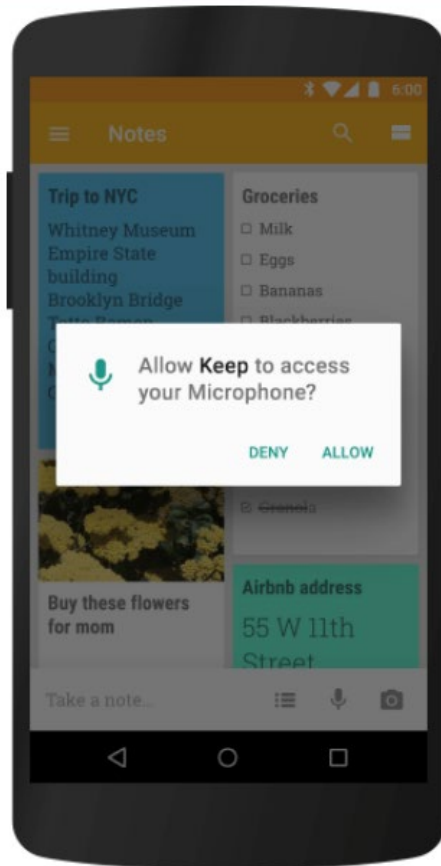 6:00
Notes
Trip to NYC
Whitney Museum
Empire State
building
Brooklyn Bridge
Groceries
Milk
Eggs
Bananas
Blackberries
Allow Keep to access
your Microphone?
DENY ALLOW
Granola
Buy these flowers
for mom
Airbnb address
55 W 11th
Street
Take a note...